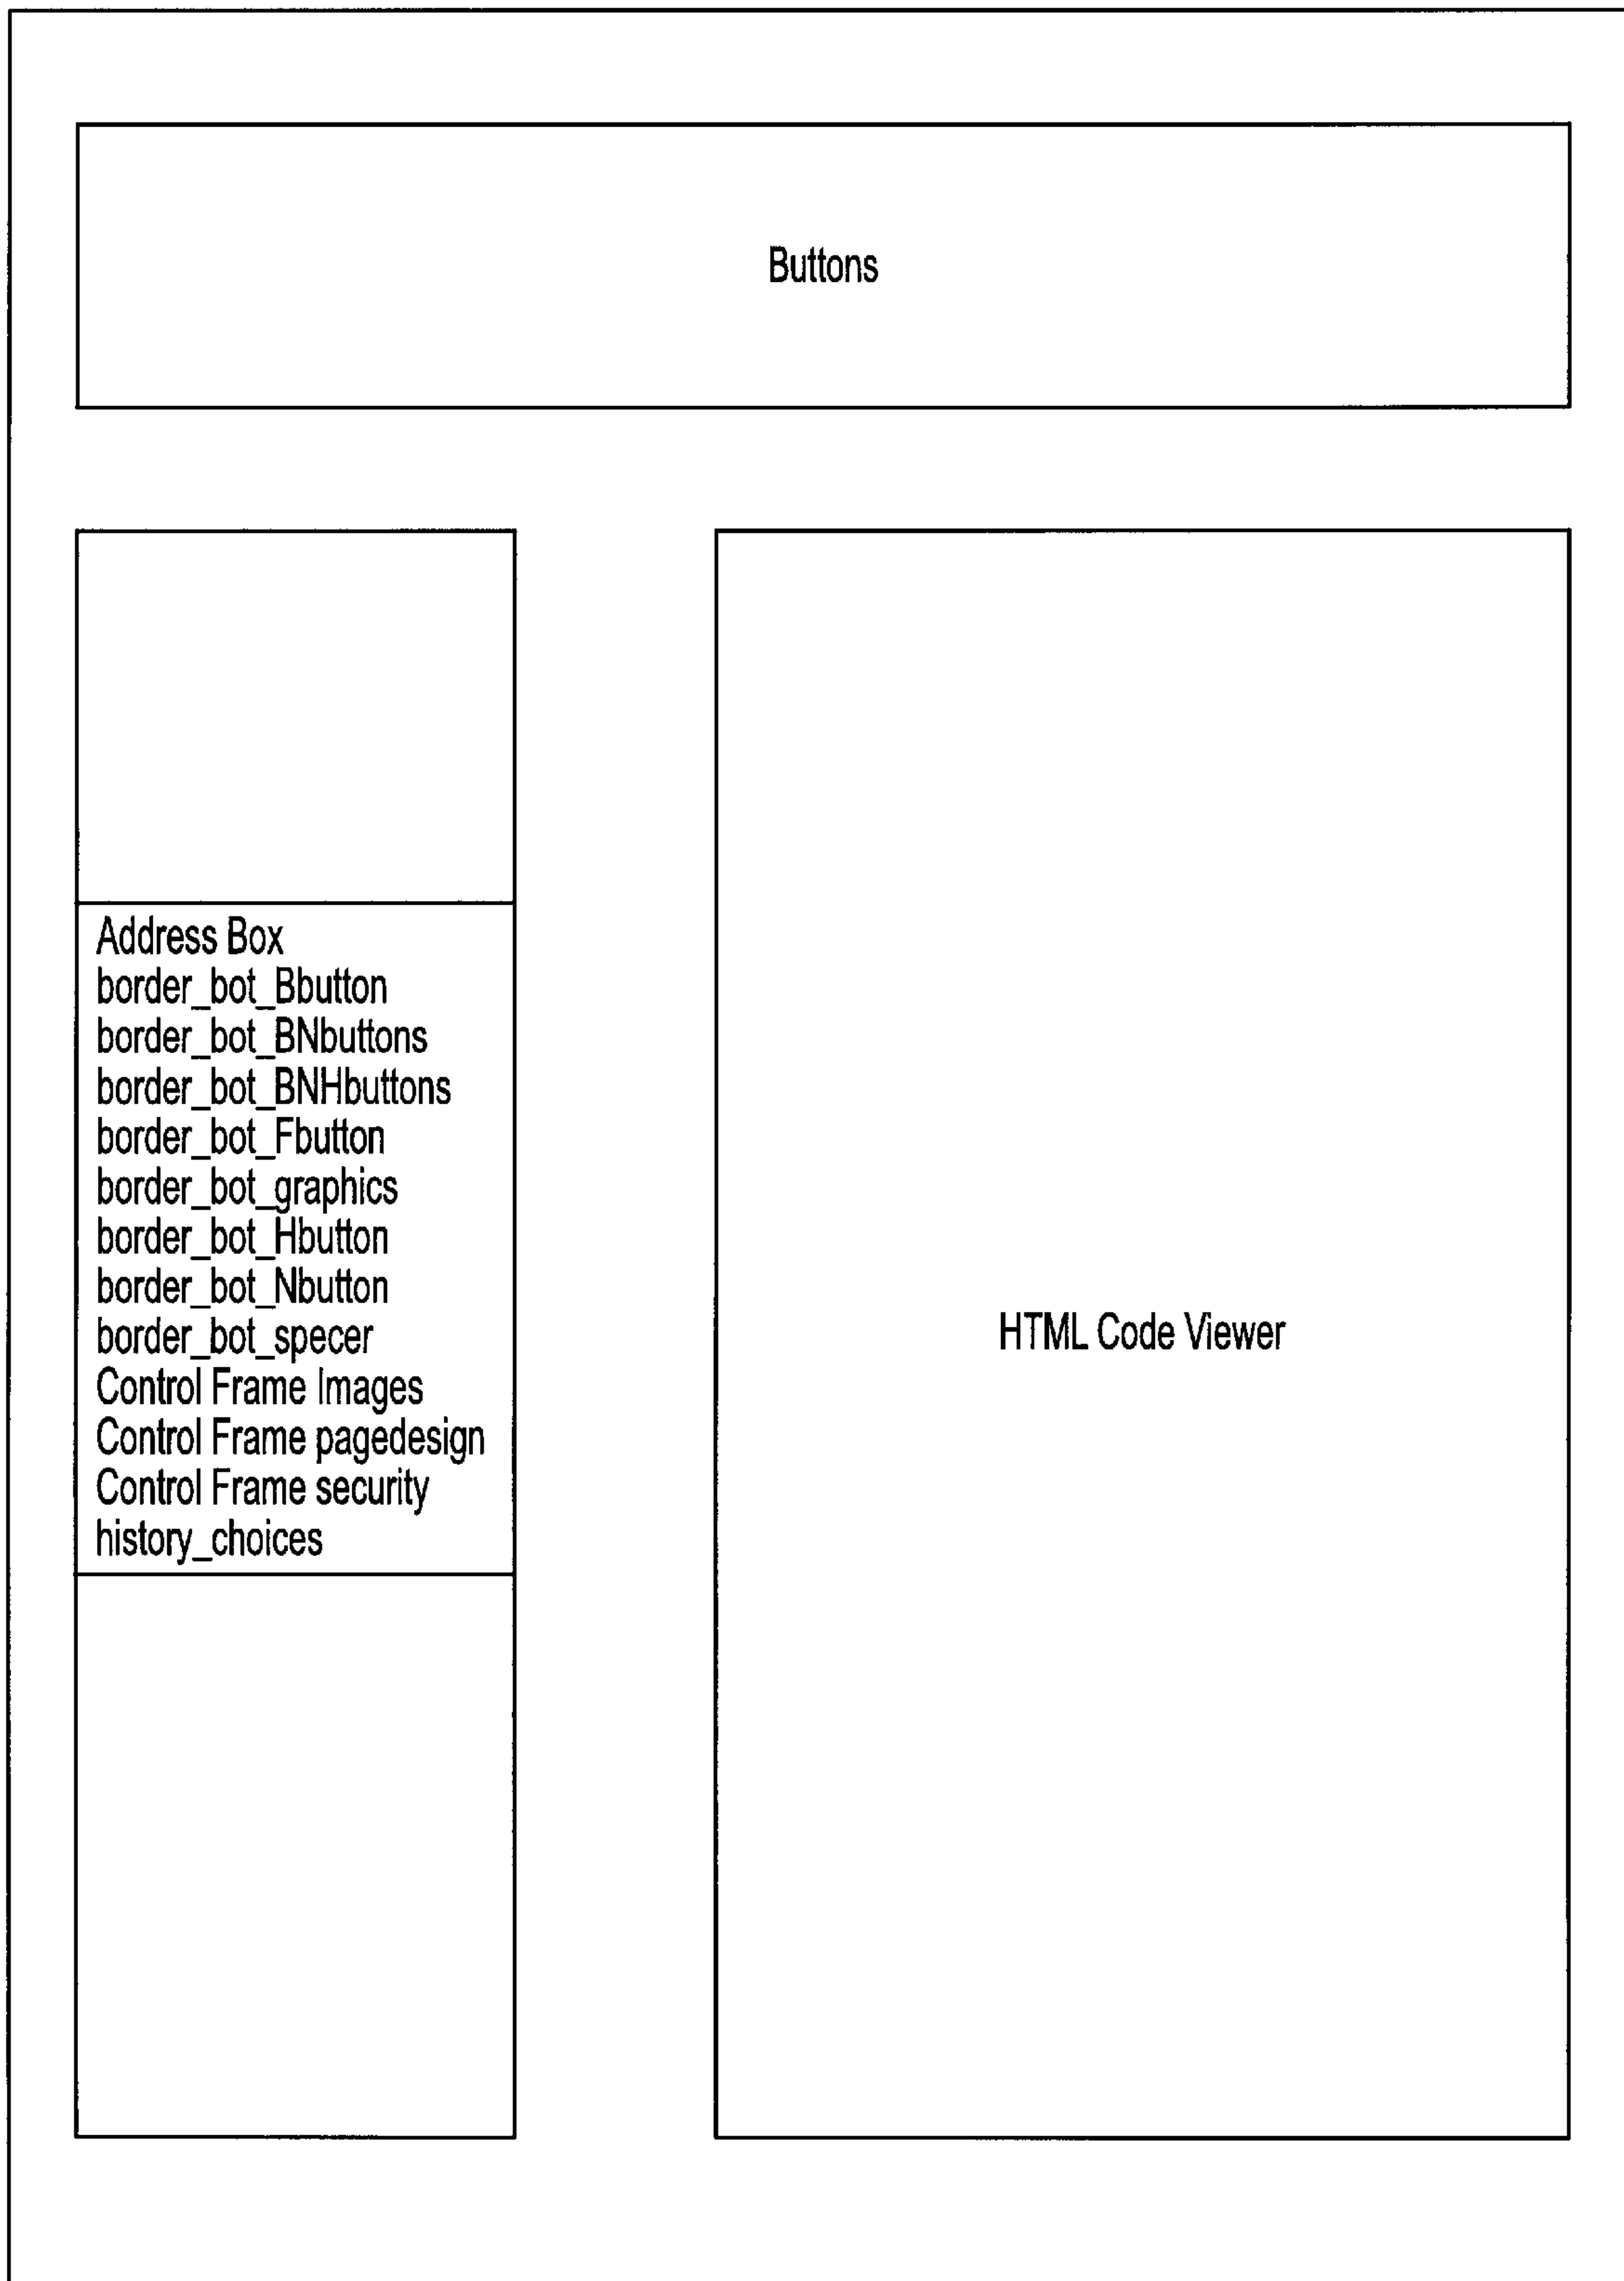 Buttons
Address Box
border_bot_Bbutton
border_bot_BNbuttons
border_bot_BNHbuttons
border_bot_Fbutton
border_bot_graphics
border_bot_Hbutton
border_bot_Nbutton
border_bot_specer
Control Frame Images
Control Frame pagedesign
Control Frame security
history_choices
HTML Code Viewer